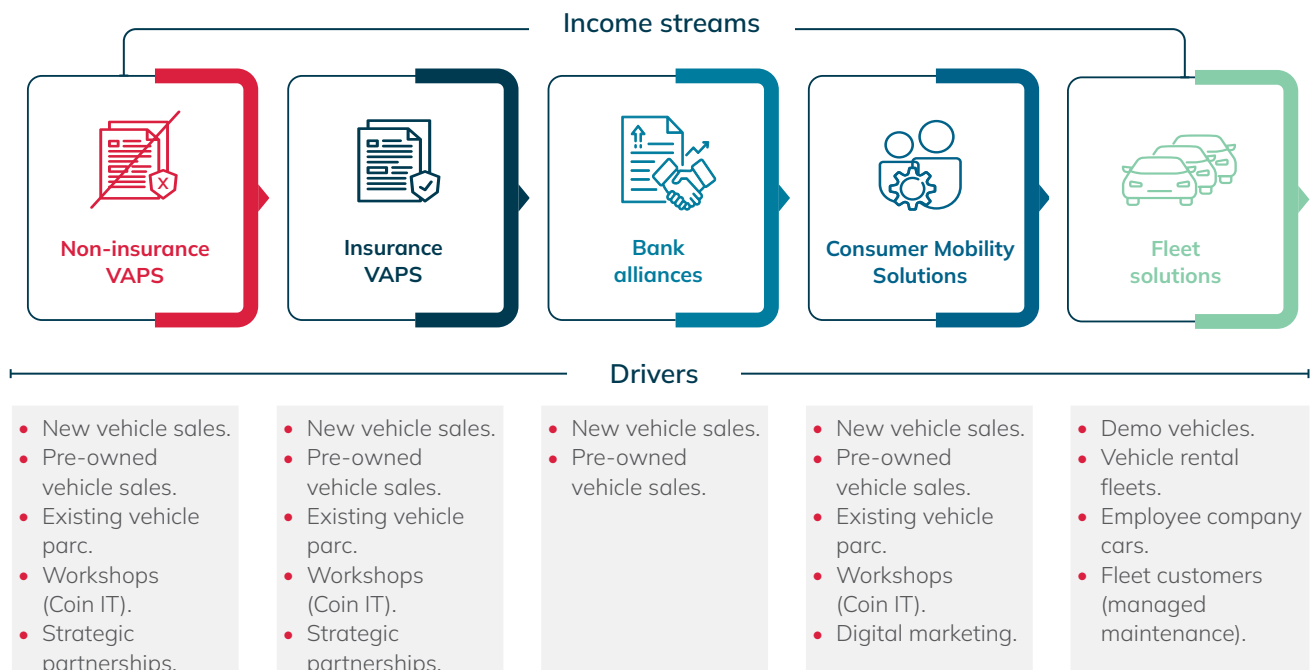 Income streams
Non-insurance
VAPS
Insurance
VAPS
Bank
alliances
Consumer Mobility
Solutions
Fleet
solutions
Drivers
• New vehicle sales.
• Pre-owned
vehicle sales.
• Existing vehicle
parc.
• Workshops
(Coin IT).
• Strategic
partnerships.
• New vehicle sales.
• Pre-owned
vehicle sales.
• Existing vehicle
parc.
• Workshops
(Coin IT).
• Strategic
partnerships.
• New vehicle sales.
• Pre-owned
vehicle sales.
• New vehicle sales.
• Pre-owned
vehicle sales.
• Existing vehicle
parc.
• Workshops
(Coin IT).
• Digital marketing.
• Demo vehicles.
• Vehicle rental
fleets.
• Employee company
cars.
• Fleet customers
(managed
maintenance).